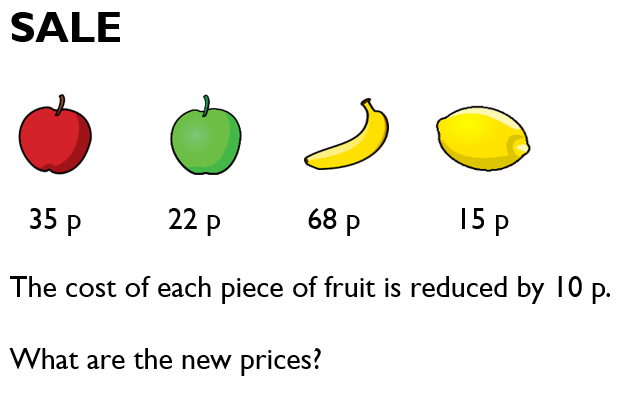 SALE
35 p 22 p 68 p 15 p
The cost of each piece of fruit is reduced by 10 p.
What are the new prices?